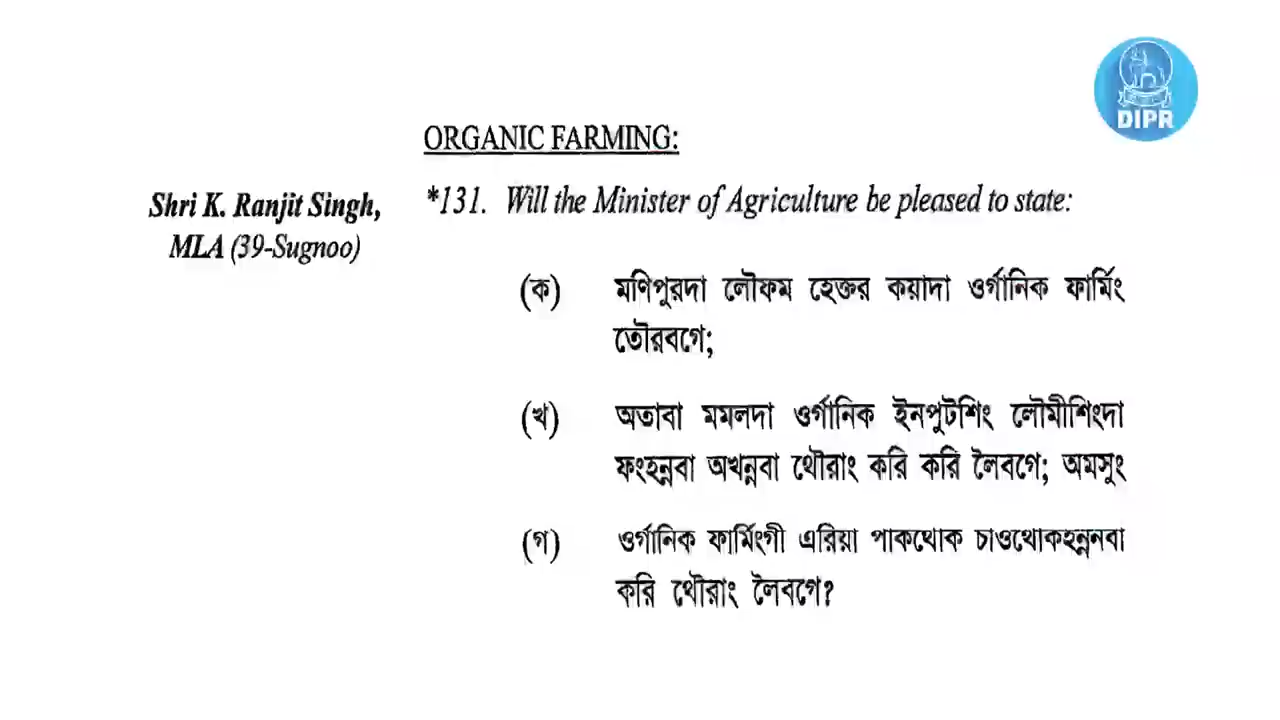 DIPR
ORGANIC FARMING:
Shri K. Ranjit Singh,
MLA (39-Sugnoo)
*131. Will the Minister of Agriculture be pleased to state:
(ক) মণিপুরদা লৌফম হেক্তর কয়াদা ওর্গানিক ফার্মিং
তৌরবগে;
(খ) অতাবা মমলদা ওর্গানিক ইনপুটশিং লৌমীশিংদা
ফংহন্নবা অখন্নবা থৌরাং করি করি লৈবগে; অমসুং
(গ) ওর্গানিক ফার্মিংগী এরিয়া পাকথোক চাওথোকহন্ননবা
করি থৌরাং লৈবগে?